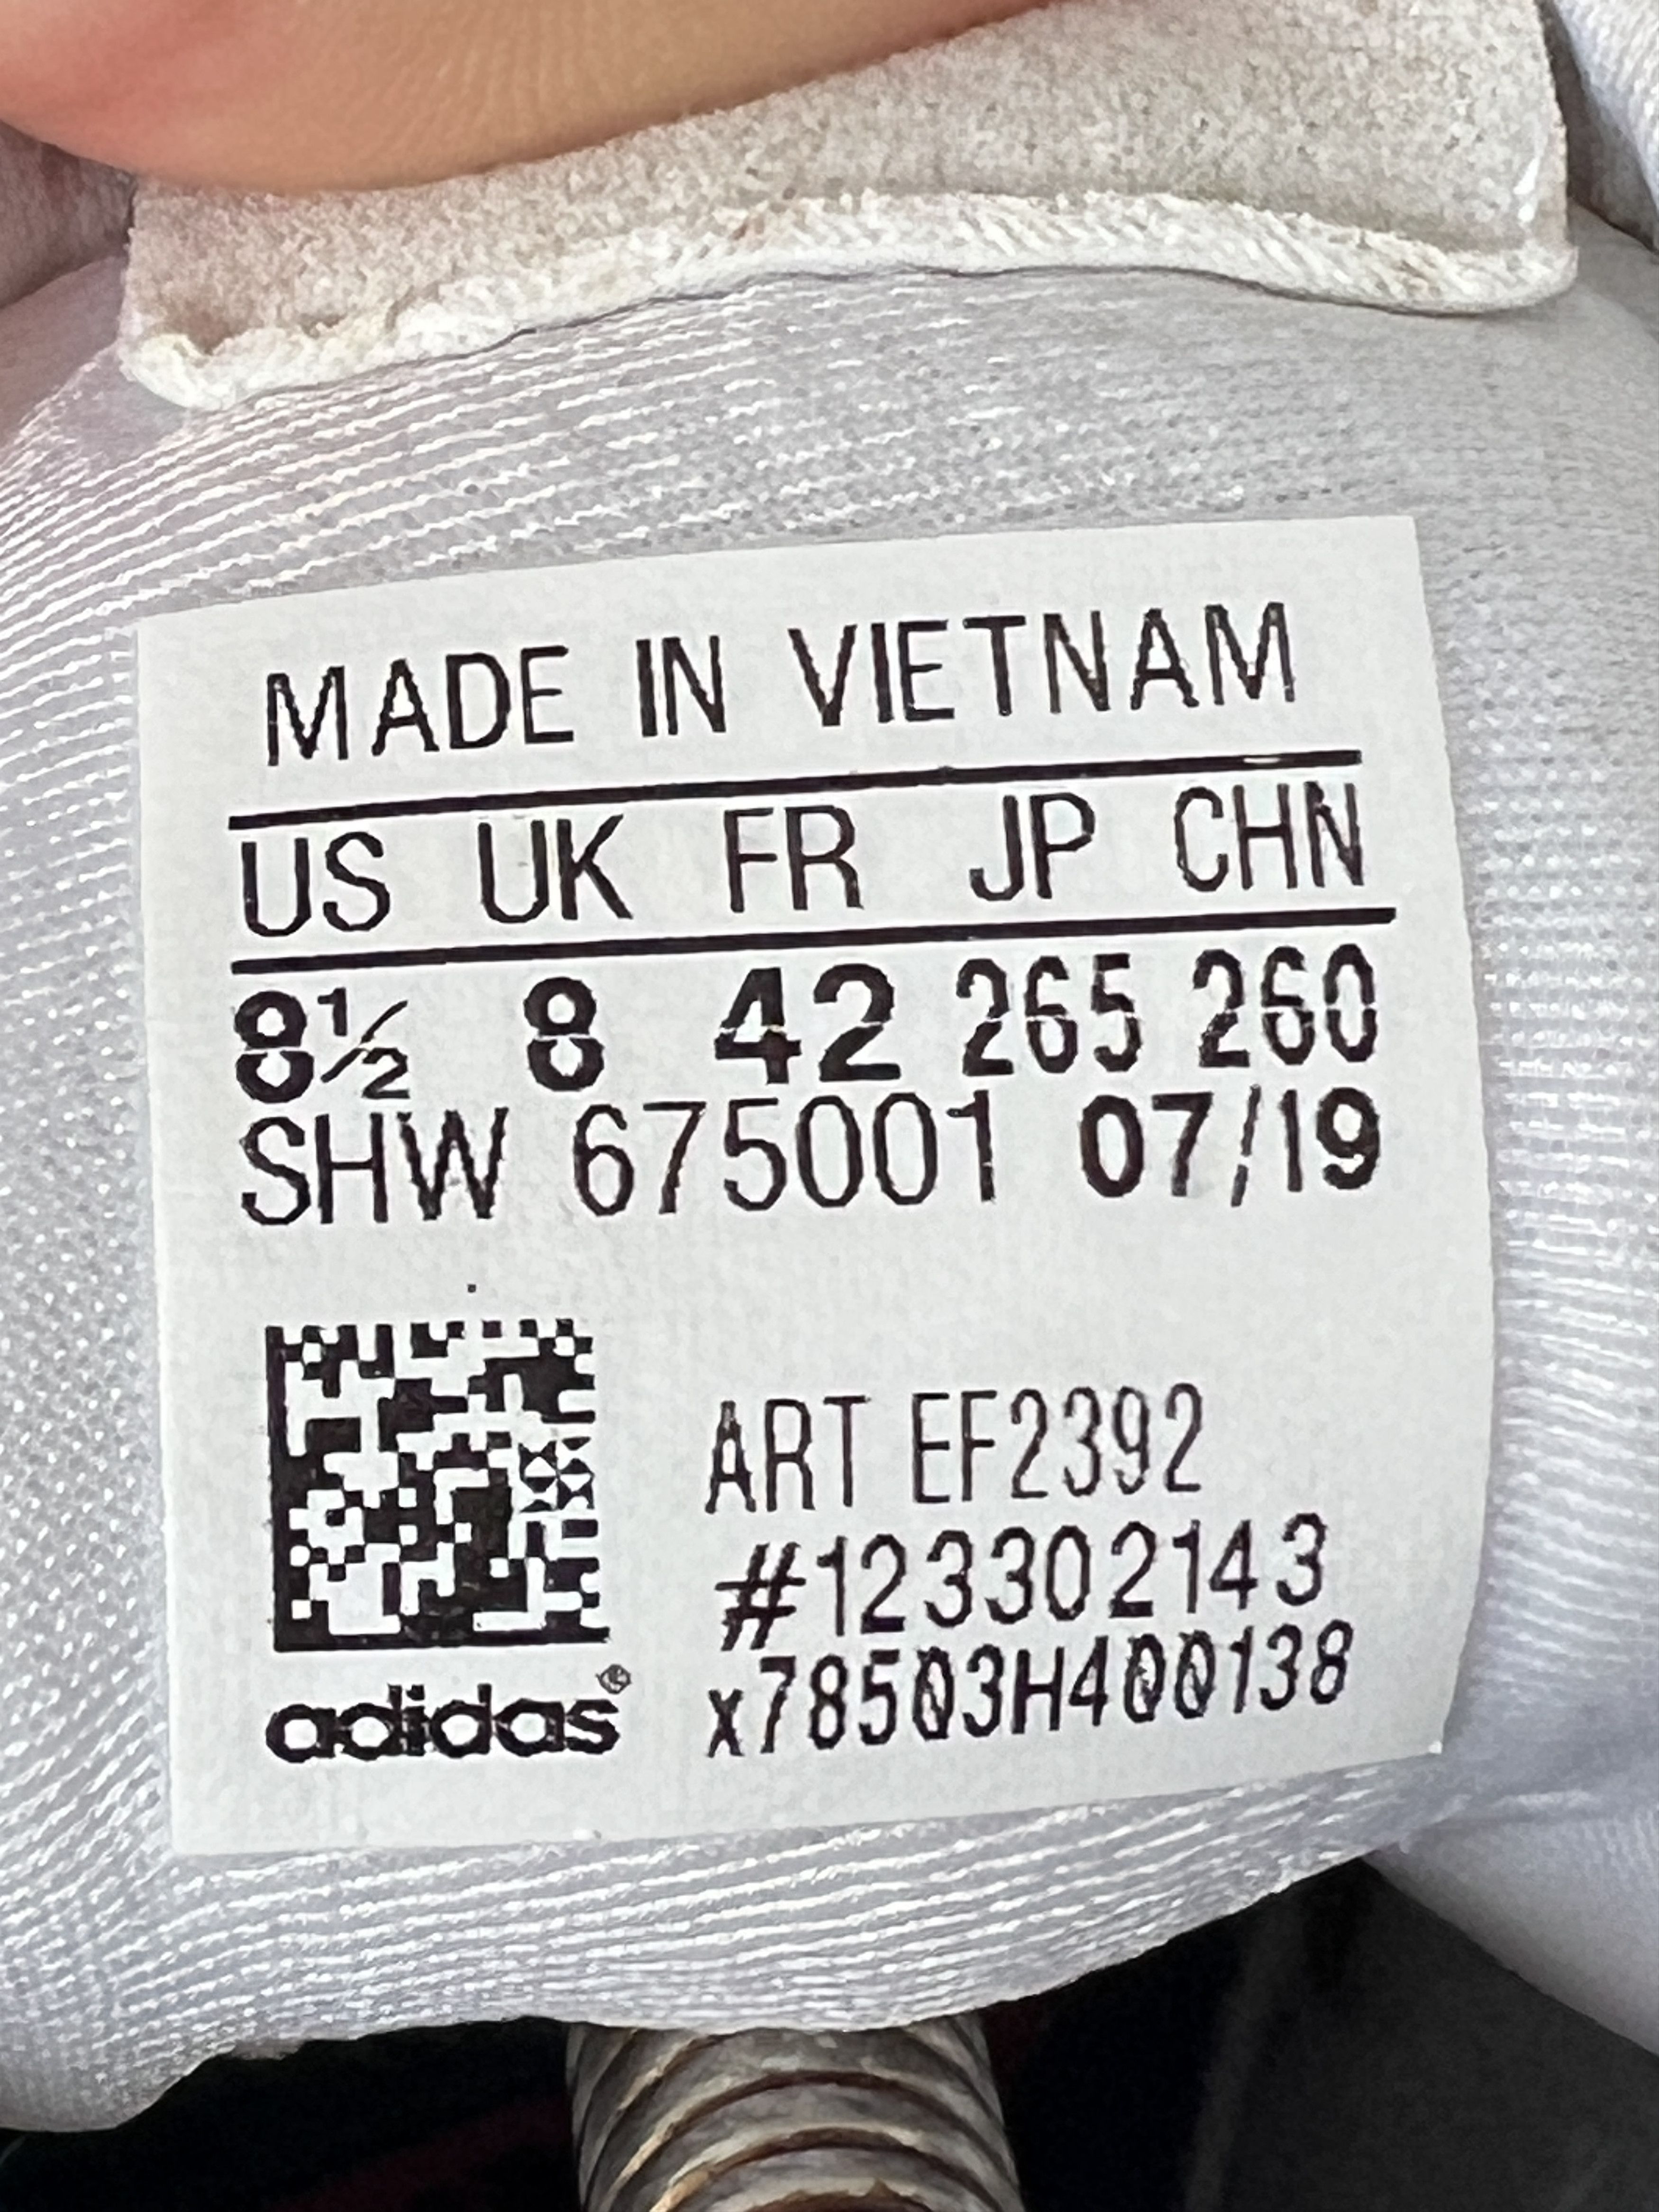 MADE IN VIETNAM
US UK FR JP CHN
8½ 8 42 265 260
SHW 675001 07/19
ART EF2392
#123302143
x78503H400138
adidas®